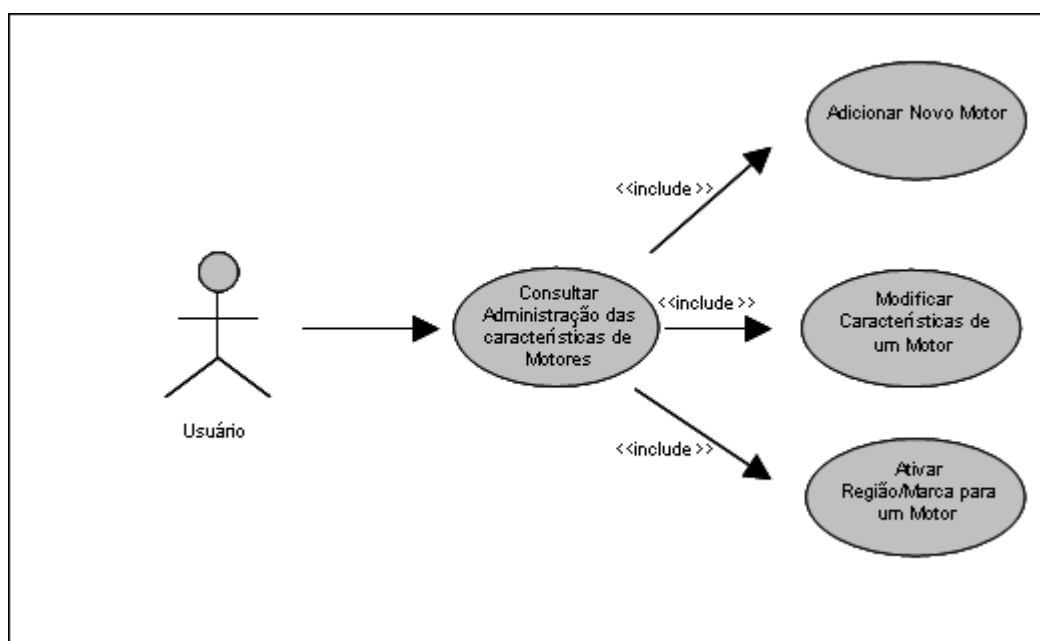 Adicionar Novo Motor
<<include>>
Consultar
Administração das
características de
Motores
<<include>>
Modificar
Características de
um Motor
Usuário
<<include>>
Ativar
Região/Marca para
um Motor